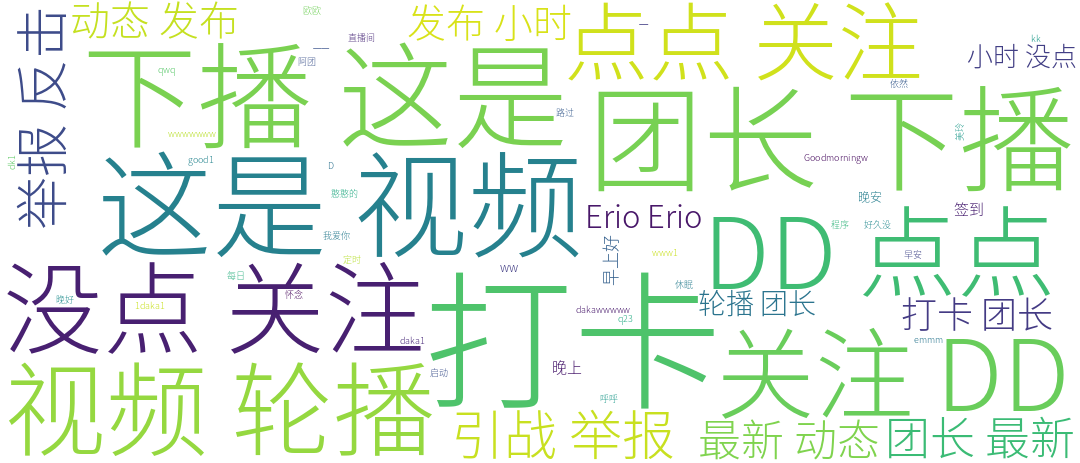 动态 发布
欧欧
发布 小时
点点 关注
kk
小时 没点
举报 反击
下播 这是
直播间
阿团
qwq
wwwwwww
路过
团长 下播
依然
Goodmorningw
dk1
这是 视频
good1
D
憨憨的
我爱你
Erio Erio
DD 点点
晚安
签到
程序
好久没
早安
早上好
www1
定时
每日
没点 关注
晚好
1daka1
怀念
daka1
打卡
ww
休眠
dakawwwww
q23
轮播 团长
打卡 团长
emmm
关注 DD
晚上
启动
呼呼
视频 轮播
引战 举报
最新 动态
团长 最新